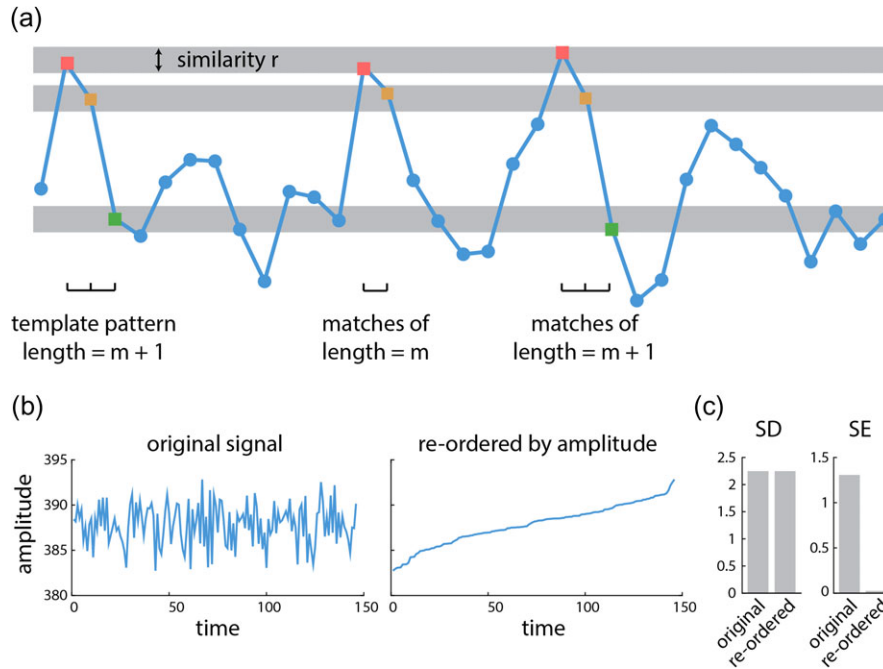 (a)
similarity r
template pattern
length = m + 1
matches of
length = m
matches of
length = m + 1
(b)
original signal
re-ordered by amplitude
amplitude
395
390
385
380
0
50
100
150
time
0
50
100
150
time
(c)
SD
2.5
2
1.5
1
0.5
0
original
re-ordered
SE
1.5
1
0.5
0
original
re-ordered